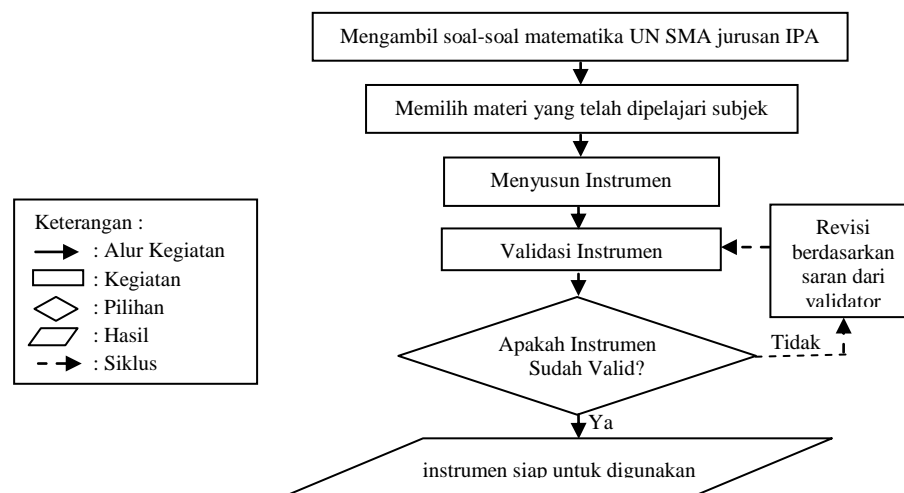 Mengambil soal-soal matematika UN SMA jurusan IPA
Memilih materi yang telah dipelajari subjek
Menyusun Instrumen
Validasi Instrumen
Revisi
berdasarkan
saran dari
validator
Apakah Instrumen
Sudah Valid?
Tidak
Ya
instrumen siap untuk digunakan
Keterangan :
: Alur Kegiatan
: Kegiatan
: Pilihan
: Hasil
: Siklus